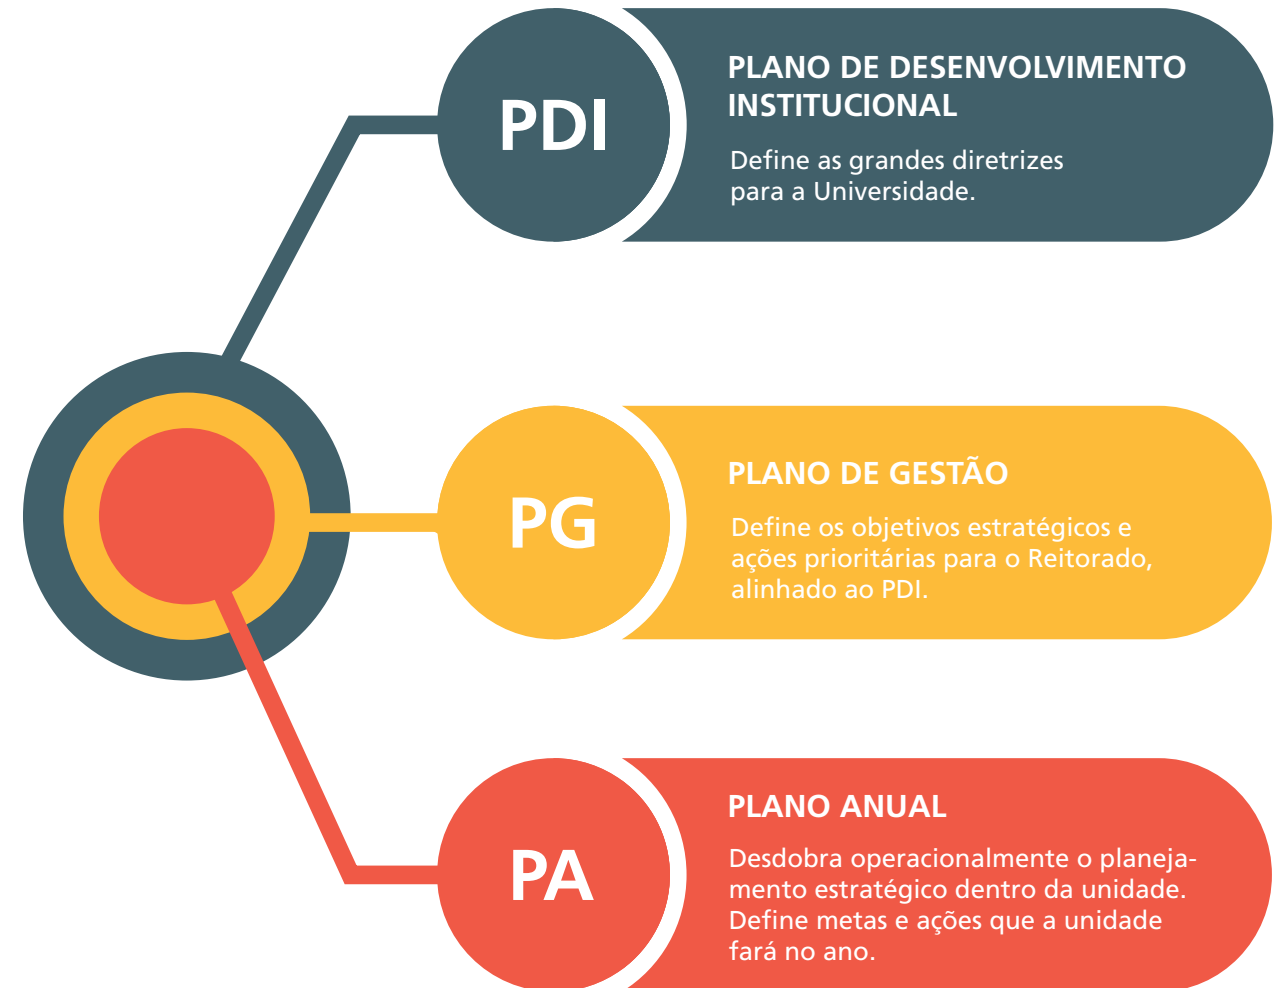 PDI
PLANO DE DESENVOLVIMENTO
INSTITUCIONAL
Define as grandes diretrizes
para a Universidade.
PG
PLANO DE GESTÃO
Define os objetivos estratégicos e
ações prioritárias para o Reitorado,
alinhado ao PDI.
PA
PLANO ANUAL
Desdobra operacionalmente o planeja-
mento estratégico dentro da unidade.
Define metas e ações que a unidade
fará no ano.